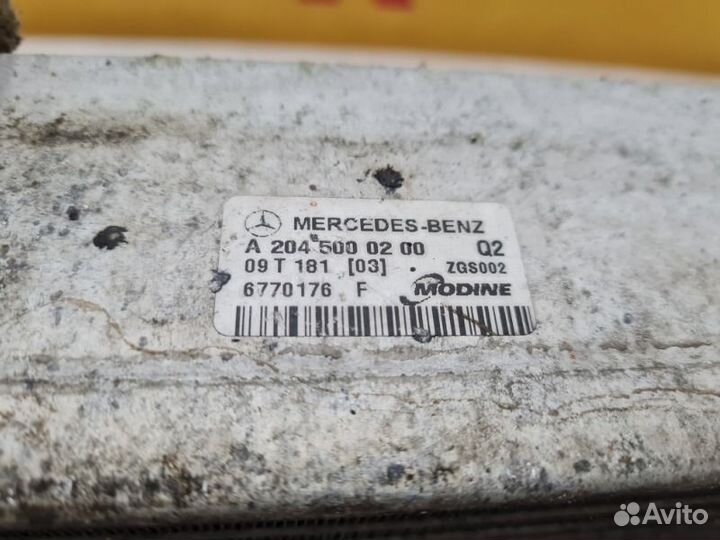 MERCEDES-BENZ
A 204 500 02 00 Q2
09 T 181 [03] . ZGS002
6770176 F MODINE
Avito